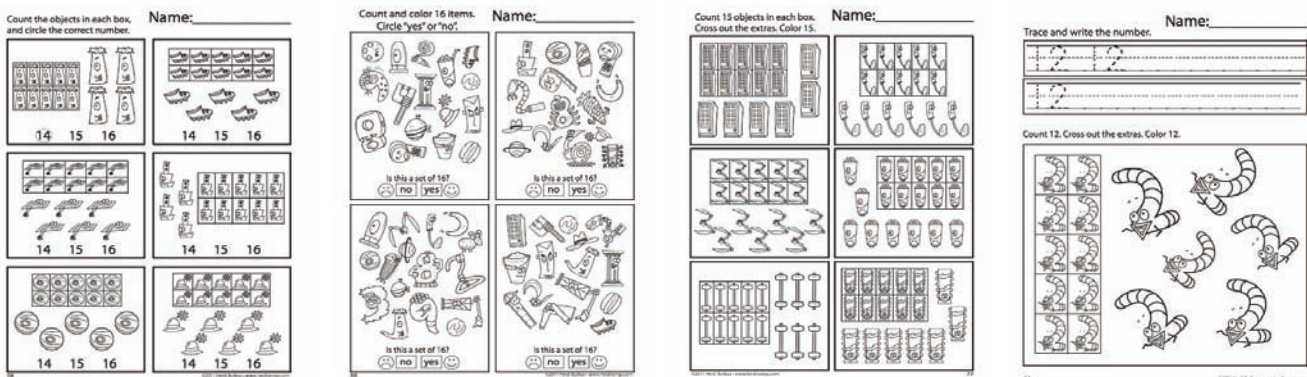 Count the objects in each box,
and circle the correct number.
Name:
14 15 16
14 15 16
14 15 16
14 15 16
14 15 16
14 15 16
Count and color 16 items.
Circle "yes" or "no".
Name:
Is this a set of 16?
no yes
Is this a set of 16?
no yes
Is this a set of 16?
no yes
Is this a set of 16?
no yes
Count 15 objects in each box.
Cross out the extras. Color 15.
Name:
Name:
Trace and write the number.
12 12
12
Count 12. Cross out the extras. Color 12.